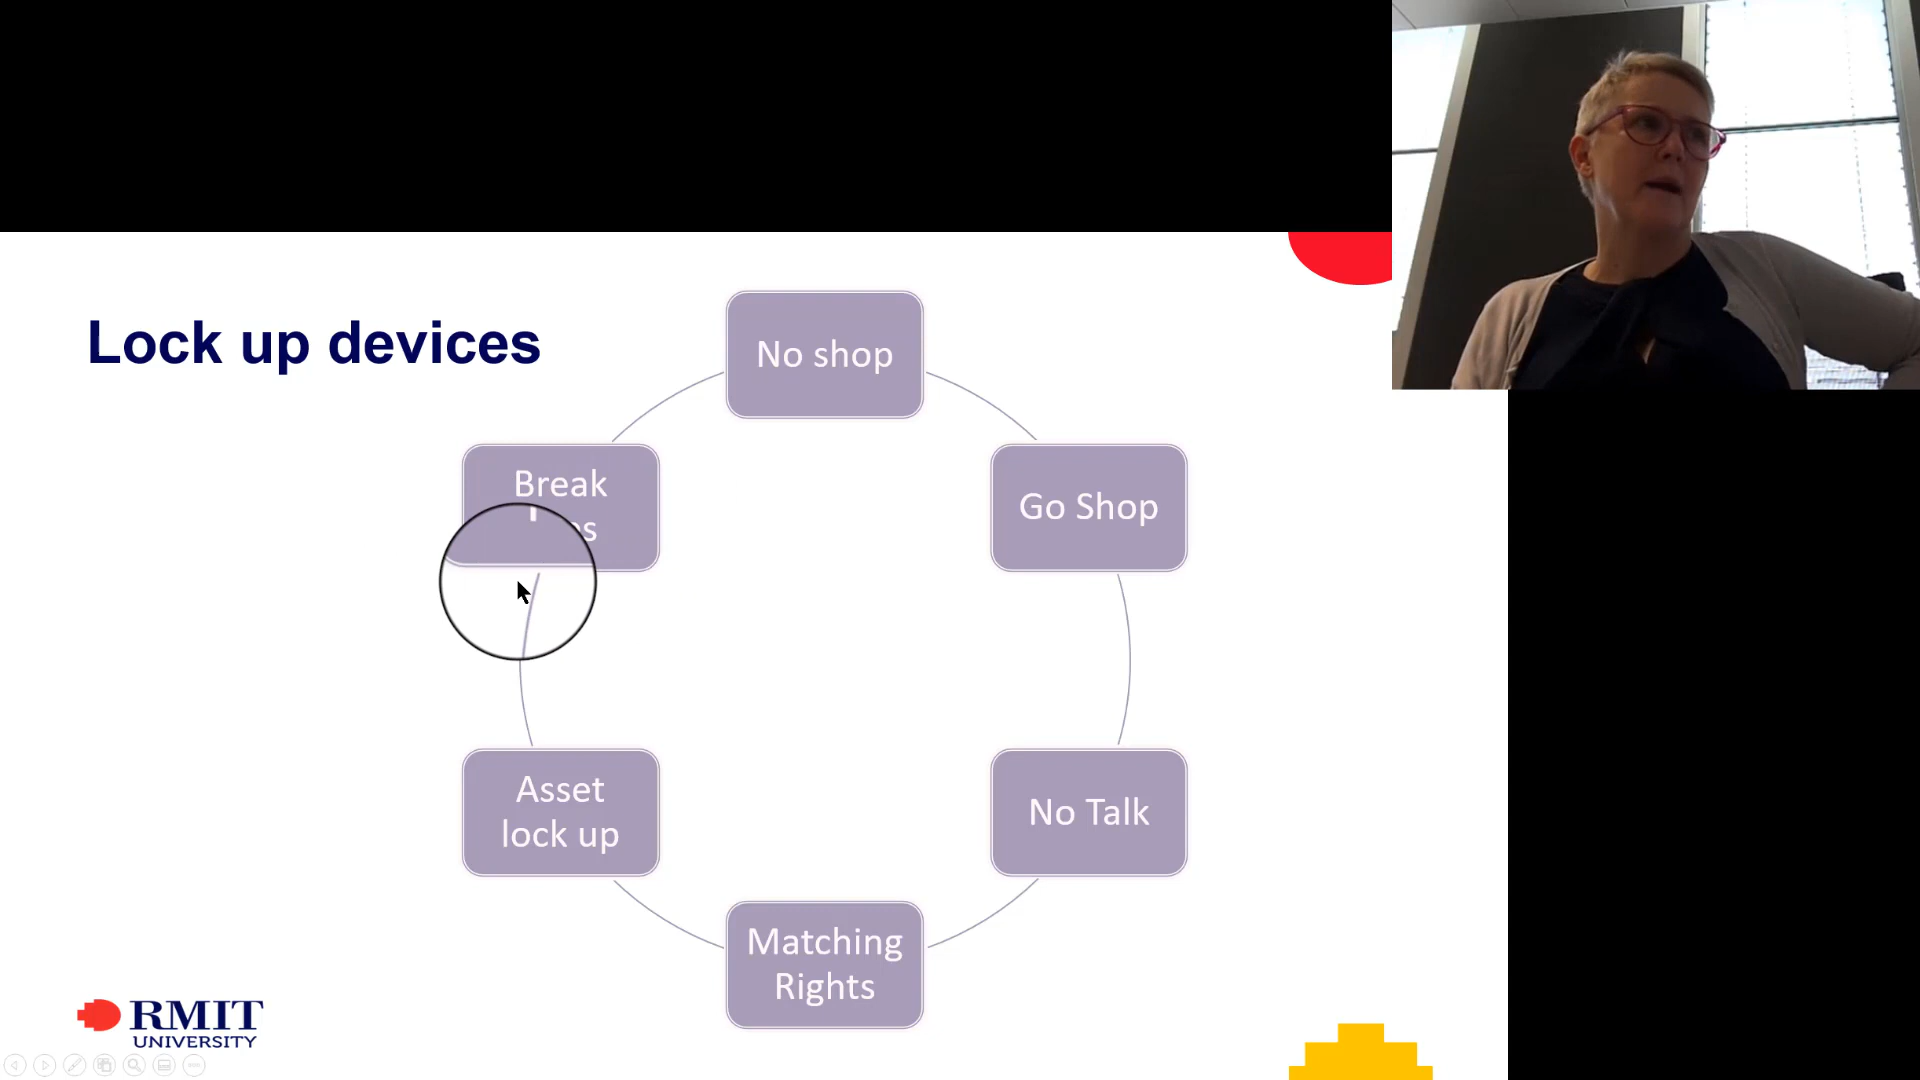 Lock up devices
No shop
Go Shop
No Talk
Matching
Rights
Asset
lock up
Break
RMIT
UNIVERSITY